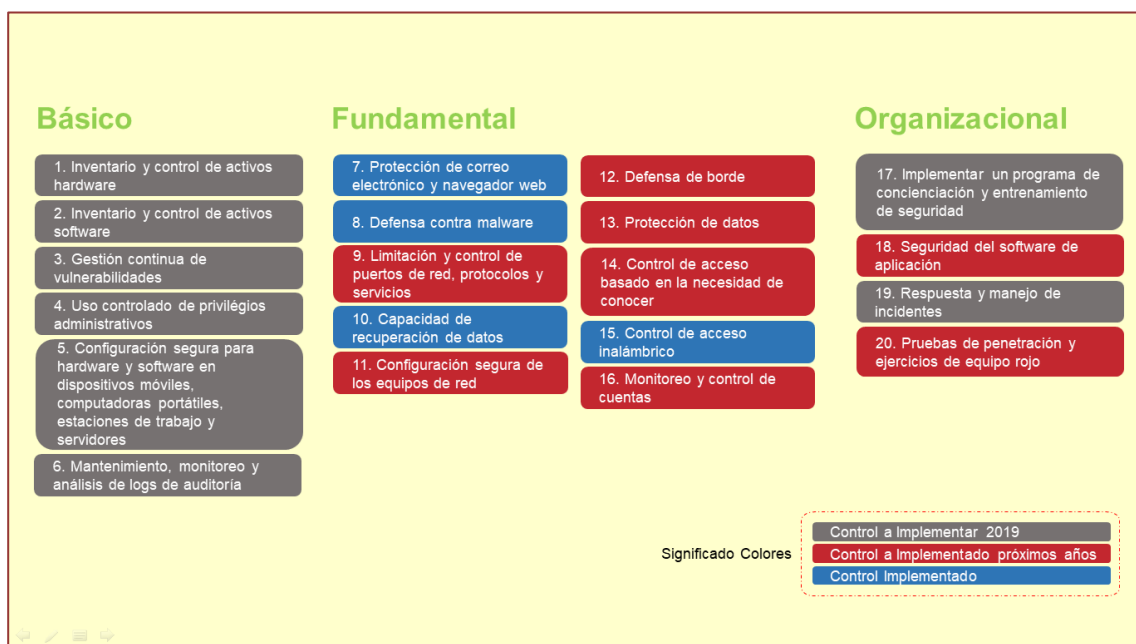 Básico
1. Inventario y control de activos
hardware
2. Inventario y control de activos
software
3. Gestión continua de
vulnerabilidades
4. Uso controlado de privilégios
administrativos
5. Configuración segura para
hardware y software en
dispositivos móviles,
computadoras portátiles,
estaciones de trabajo y
servidores
6. Mantenimiento, monitoreo y
análisis de logs de auditoría
Fundamental
7. Protección de correo
electrónico y navegador web
8. Defensa contra malware
9. Limitación y control de
puertos de red, protocolos y
servicios
10. Capacidad de
recuperación de datos
11. Configuración segura de
los equipos de red
12. Defensa de borde
13. Protección de datos
14. Control de acceso
basado en la necesidad de
conocer
15. Control de acceso
inalámbrico
16. Monitoreo y control de
cuentas
Organizacional
17. Implementar un programa de
concienciación y entrenamiento
de seguridad
18. Seguridad del software de
aplicación
19. Respuesta y manejo de
incidentes
20. Pruebas de penetración y
ejercicios de equipo rojo
Significado Colores
Control a Implementar 2019
Control a Implementado próximos años
Control Implementado